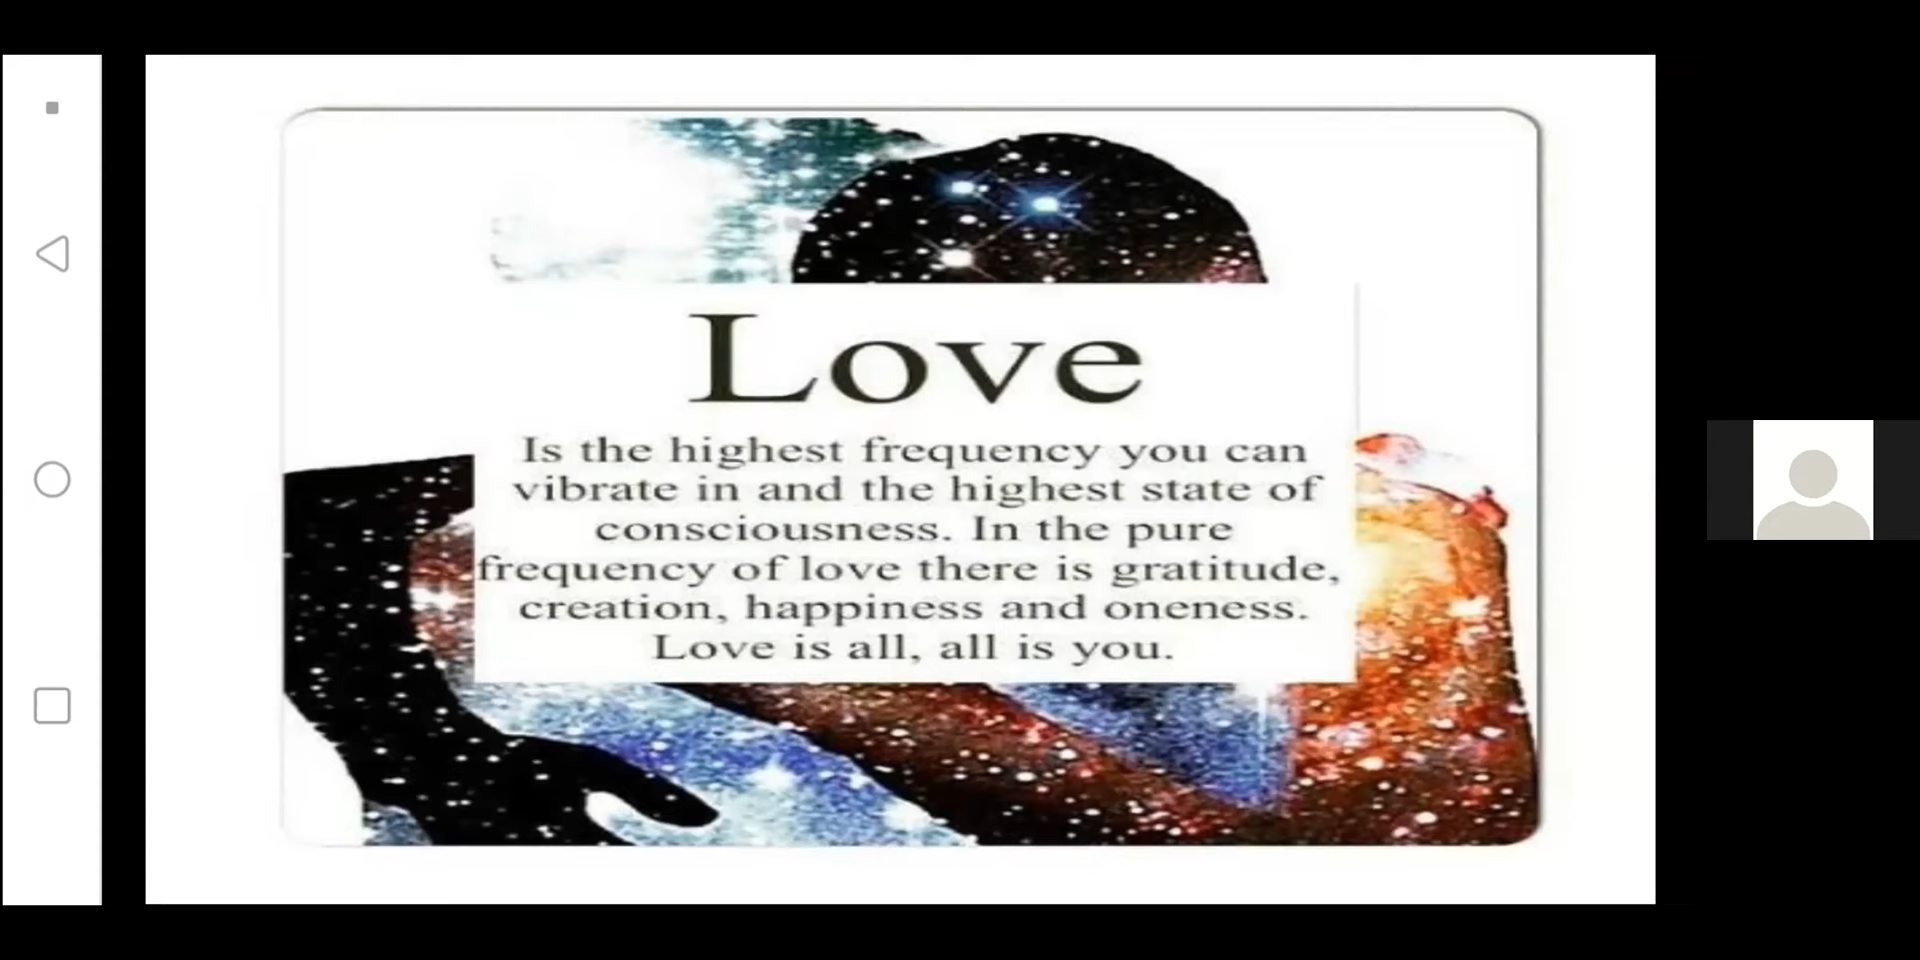 Love
Is the highest frequency you can
vibrate in and the highest state of
consciousness. In the pure
frequency of love there is gratitude,
creation, happiness and oneness.
Love is all, all is you.